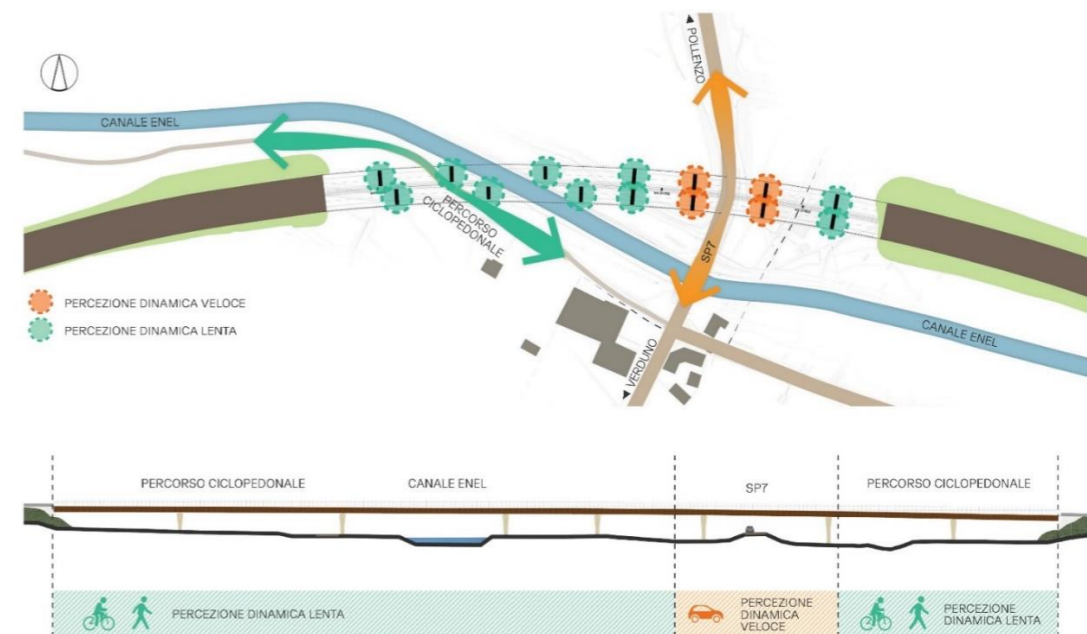 POLLENZO
CANALE ENEL
PERCORSO
CICLOPEDONALE
SP7
PERCEZIONE DINAMICA VELOCE
PERCEZIONE DINAMICA LENTA
CANALE ENEL
VERDUNO
PERCORSO CICLOPEDONALE
CANALE ENEL
SP7
PERCORSO CICLOPEDONALE
PERCEZIONE DINAMICA LENTA
PERCEZIONE
DINAMICA
VELOCE
PERCEZIONE
DINAMICA LENTA